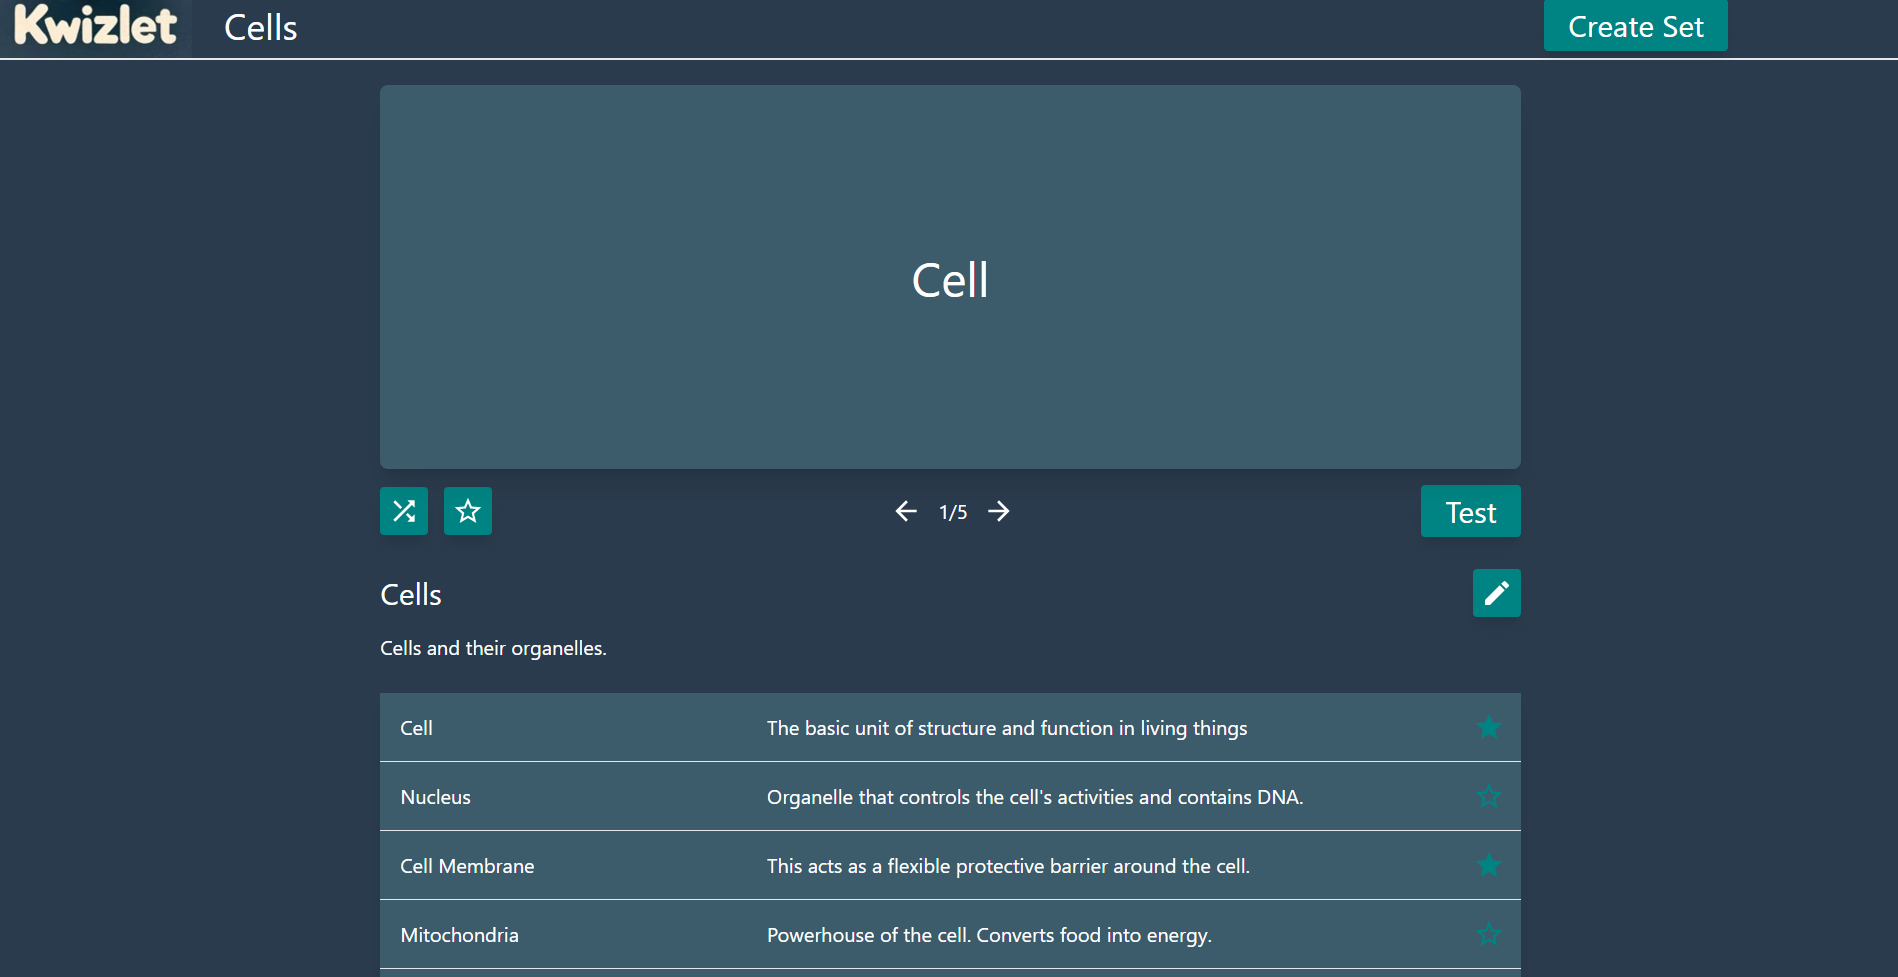 Kwizlet
Cells
Create Set
Cell
1/5
Test
Cells
Cells and their organelles.
Cell The basic unit of structure and function in living things
Nucleus Organelle that controls the cell's activities and contains DNA.
Cell Membrane This acts as a flexible protective barrier around the cell.
Mitochondria Powerhouse of the cell. Converts food into energy.